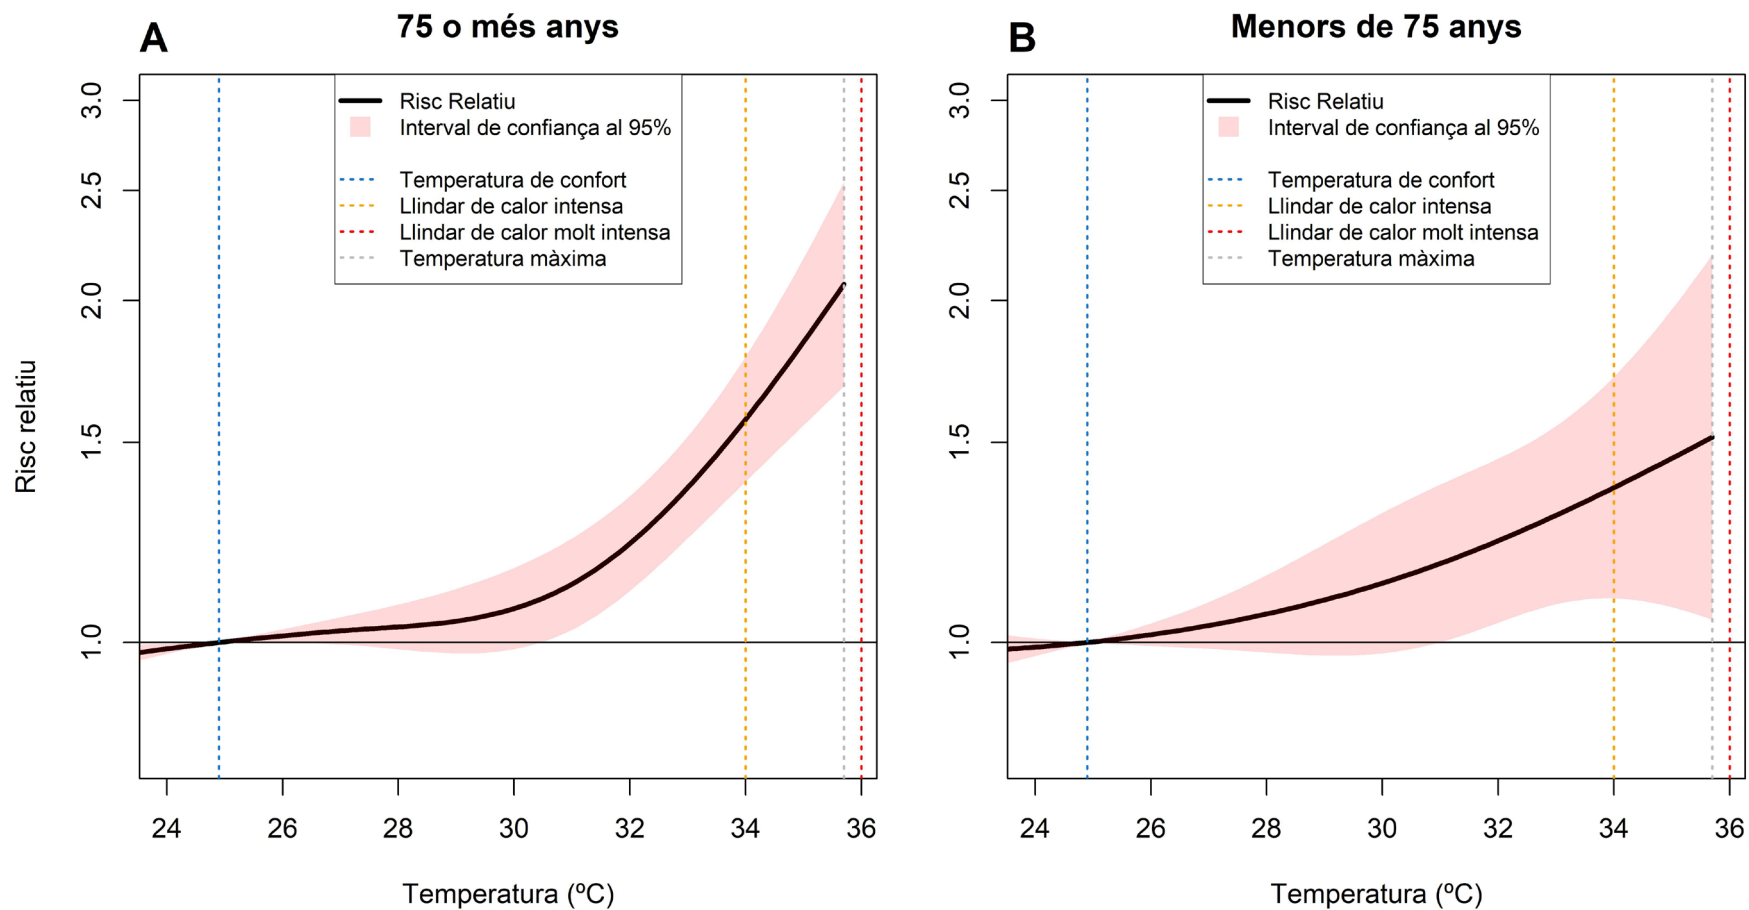 A
75 o més anys
Risc Relatiu
Interval de confiança al 95%
Temperatura de confort
Llindar de calor intensa
Llindar de calor molt intensa
Temperatura màxima
3.0
2.5
2.0
1.5
1.0
Risc relatiu
24 26 28 30 32 34 36
Temperatura (ºC)
B
Menors de 75 anys
Risc Relatiu
Interval de confiança al 95%
Temperatura de confort
Llindar de calor intensa
Llindar de calor molt intensa
Temperatura màxima
3.0
2.5
2.0
1.5
1.0
24 26 28 30 32 34 36
Temperatura (ºC)